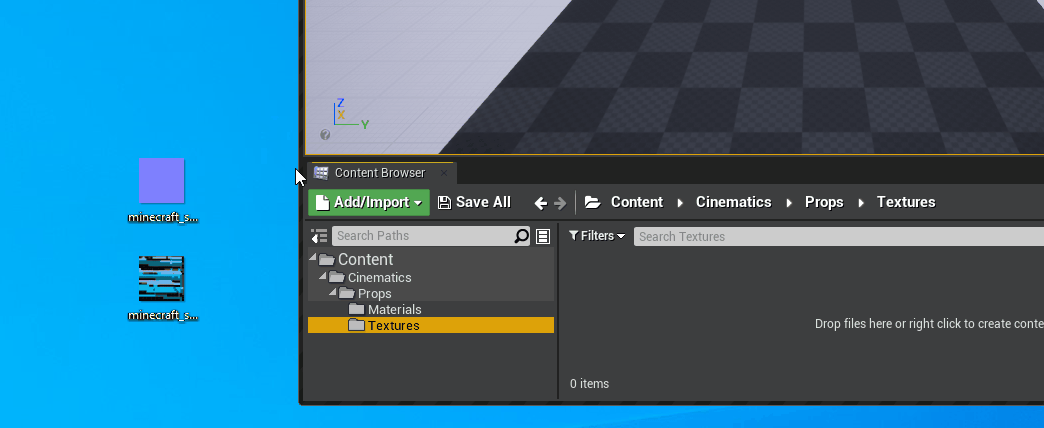 Z
X
Y
?
Content Browser ×
Add/Import Save All Content Cinematics Props Textures
Search Paths Filters Search Textures
Content
Cinematics
Props
Materials
Textures
Drop files here or right click to create conte
0 items
minecraft_s...
minecraft_s...